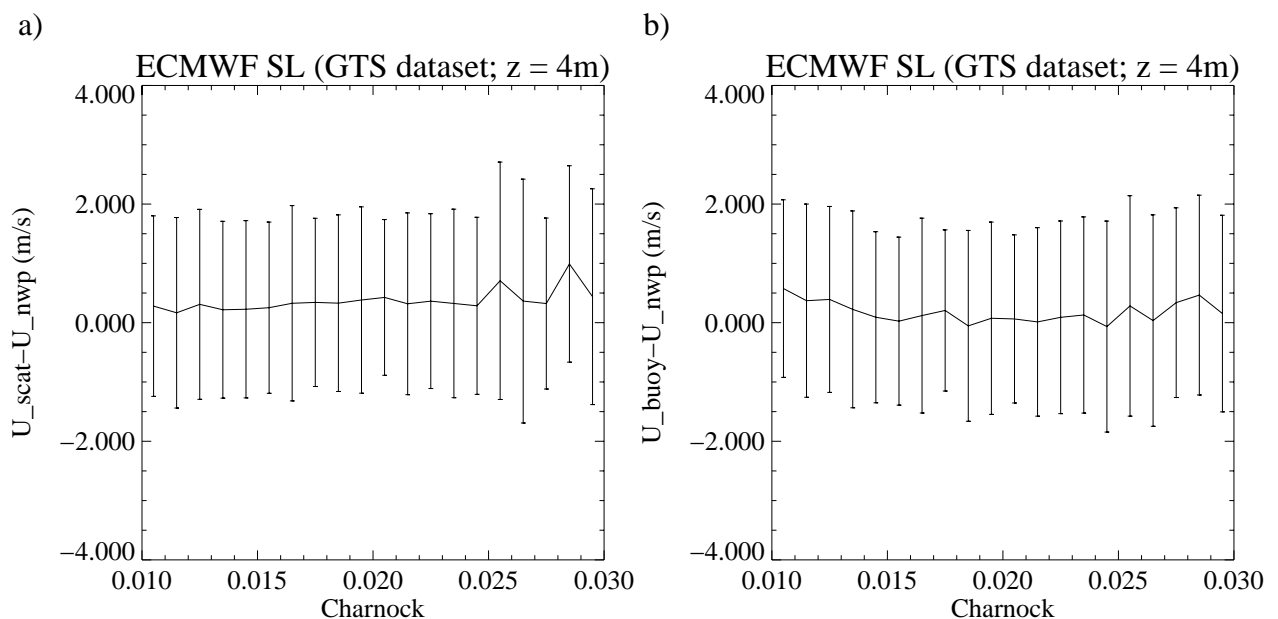 a)
ECMWF SL (GTS dataset; z = 4m)
4.000
2.000
0.000
−2.000
−4.000
U_scat−U_nwp (m/s)
0.010 0.015 0.020 0.025 0.030
Charnock
b)
ECMWF SL (GTS dataset; z = 4m)
4.000
2.000
0.000
−2.000
−4.000
U_buoy−U_nwp (m/s)
0.010 0.015 0.020 0.025 0.030
Charnock